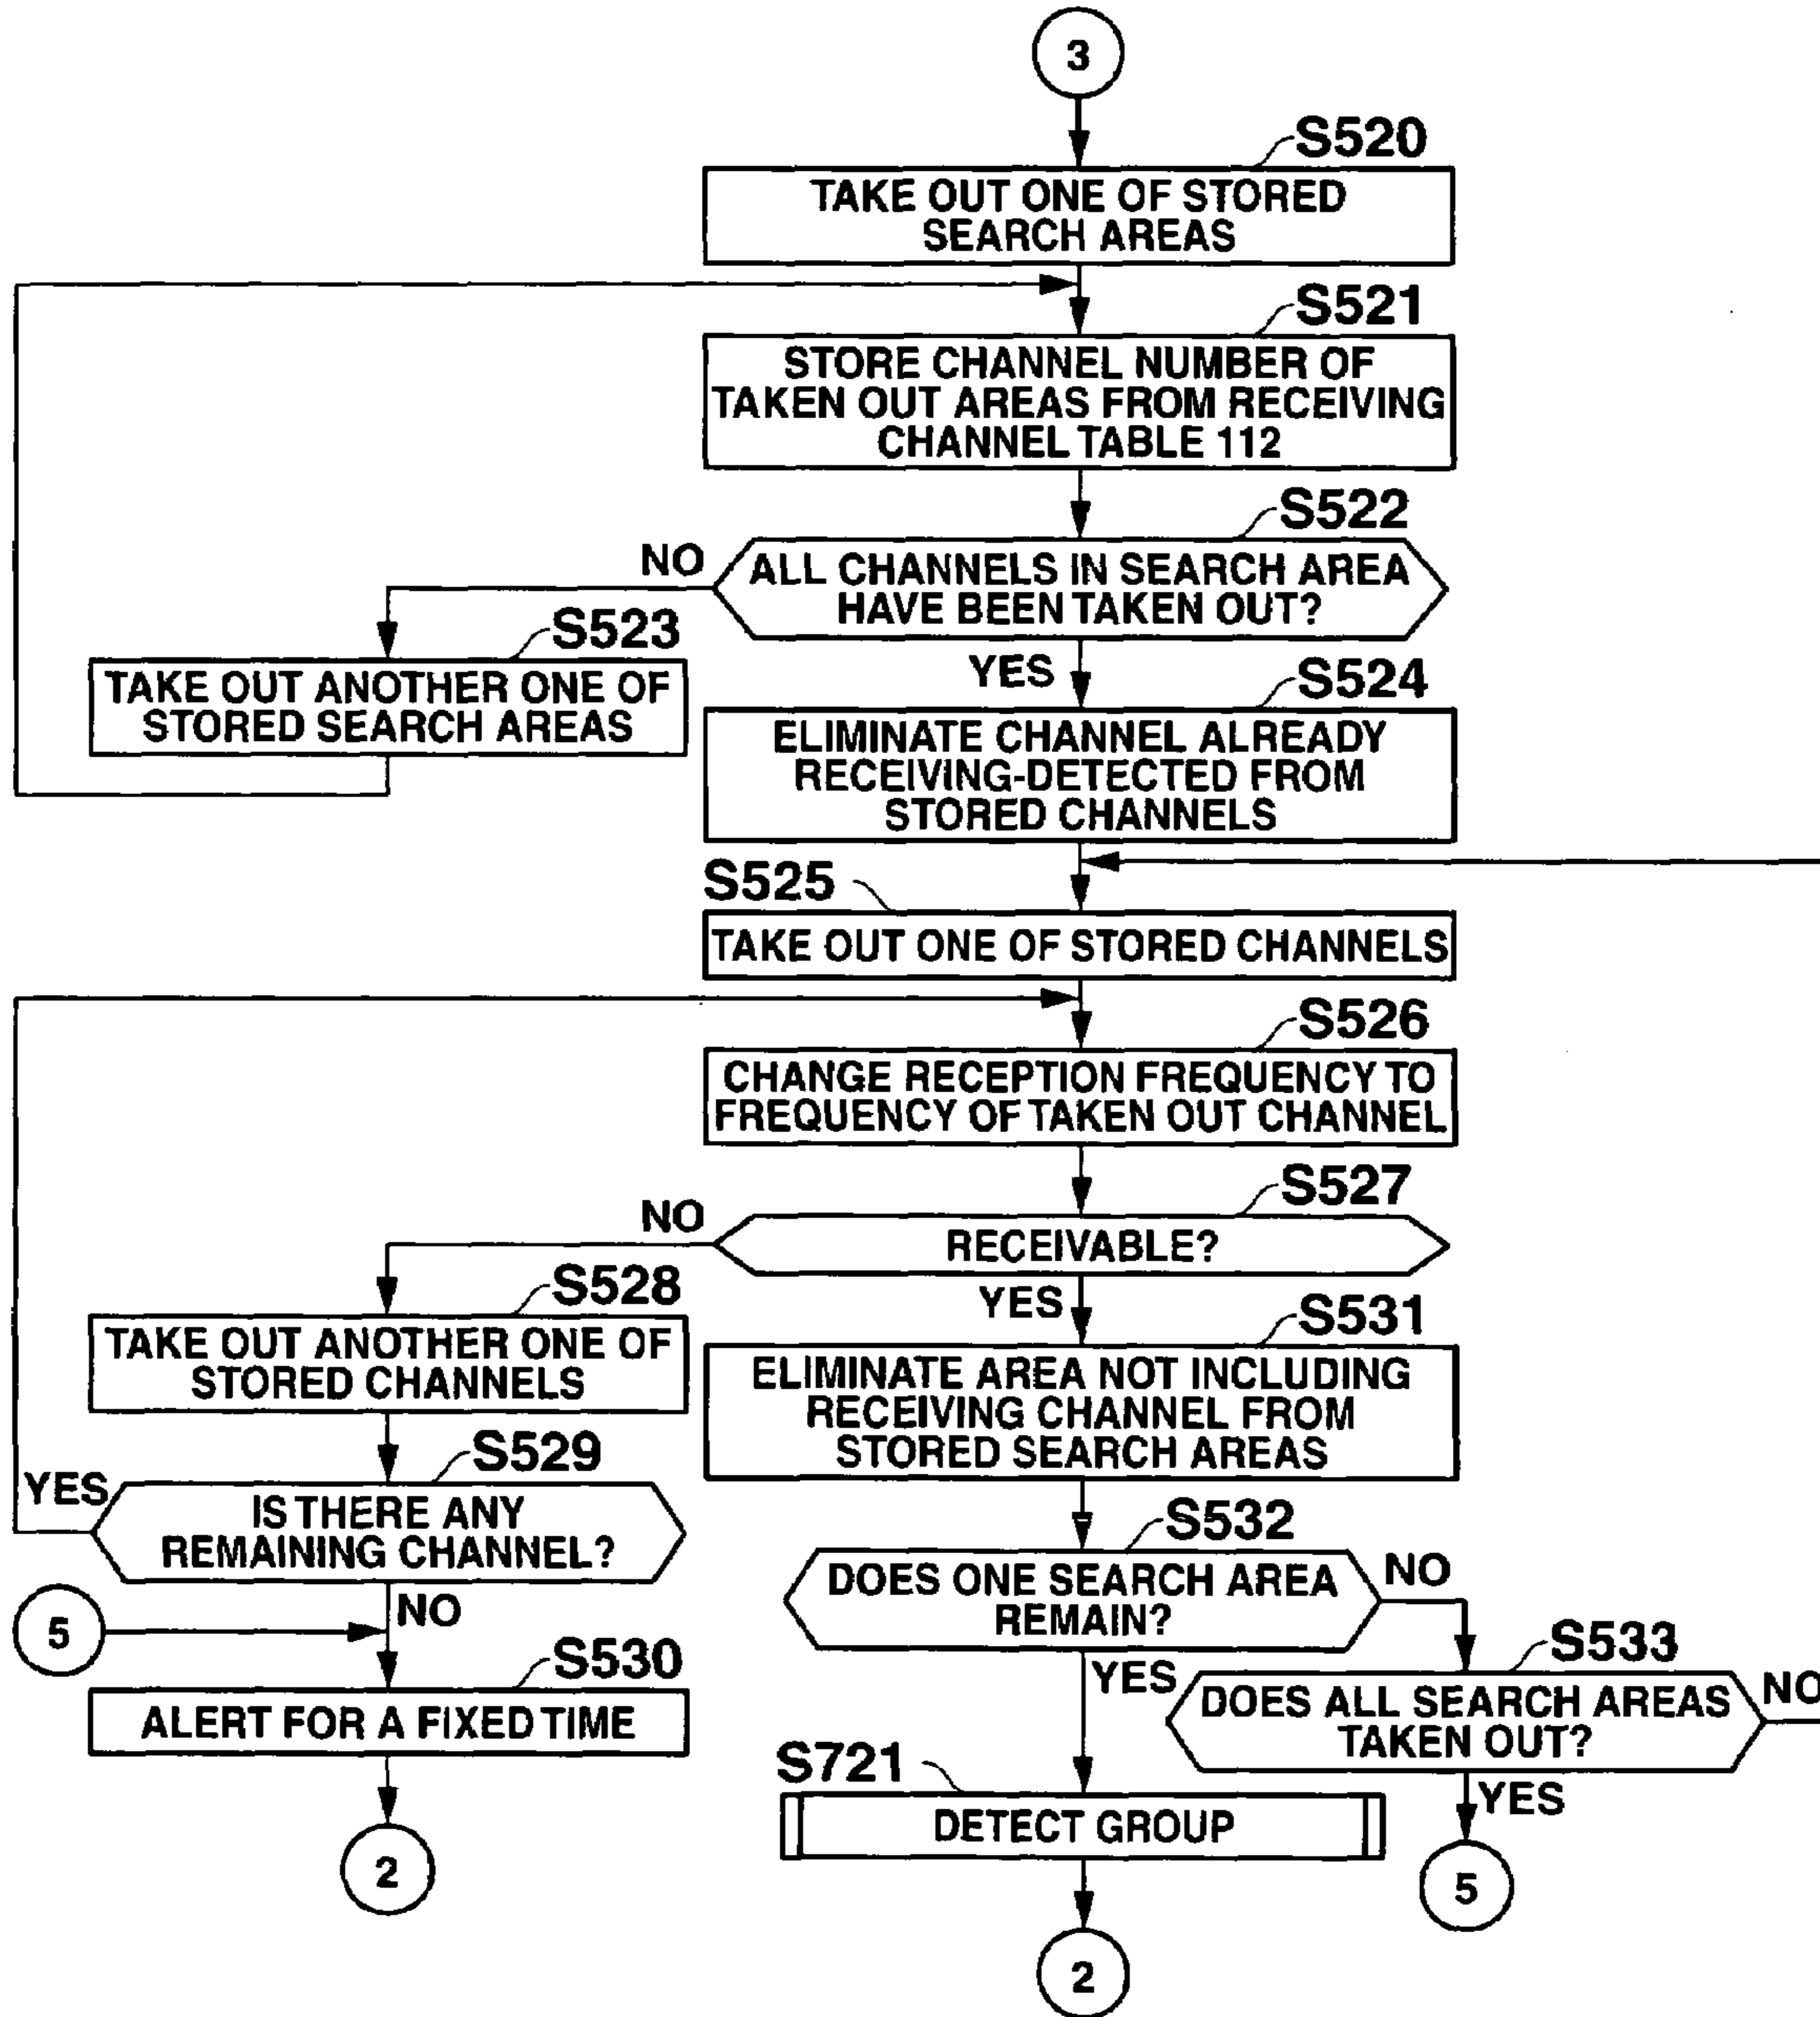 3
S520
TAKE OUT ONE OF STORED
SEARCH AREAS
S521
STORE CHANNEL NUMBER OF
TAKEN OUT AREAS FROM RECEIVING
CHANNEL TABLE 112
S522
NO
ALL CHANNELS IN SEARCH AREA
HAVE BEEN TAKEN OUT?
S523
TAKE OUT ANOTHER ONE OF
STORED SEARCH AREAS
YES
S524
ELIMINATE CHANNEL ALREADY
RECEIVING-DETECTED FROM
STORED CHANNELS
S525
TAKE OUT ONE OF STORED CHANNELS
S526
CHANGE RECEPTION FREQUENCY TO
FREQUENCY OF TAKEN OUT CHANNEL
S527
NO
RECEIVABLE?
S528
TAKE OUT ANOTHER ONE OF
STORED CHANNELS
YES
S531
ELIMINATE AREA NOT INCLUDING
RECEIVING CHANNEL FROM
STORED SEARCH AREAS
S529
YES
IS THERE ANY
REMAINING CHANNEL?
NO
5
S530
ALERT FOR A FIXED TIME
2
S532
DOES ONE SEARCH AREA
REMAIN?
NO
YES
S533
DOES ALL SEARCH AREAS
TAKEN OUT?
NO
YES
5
S721
DETECT GROUP
2